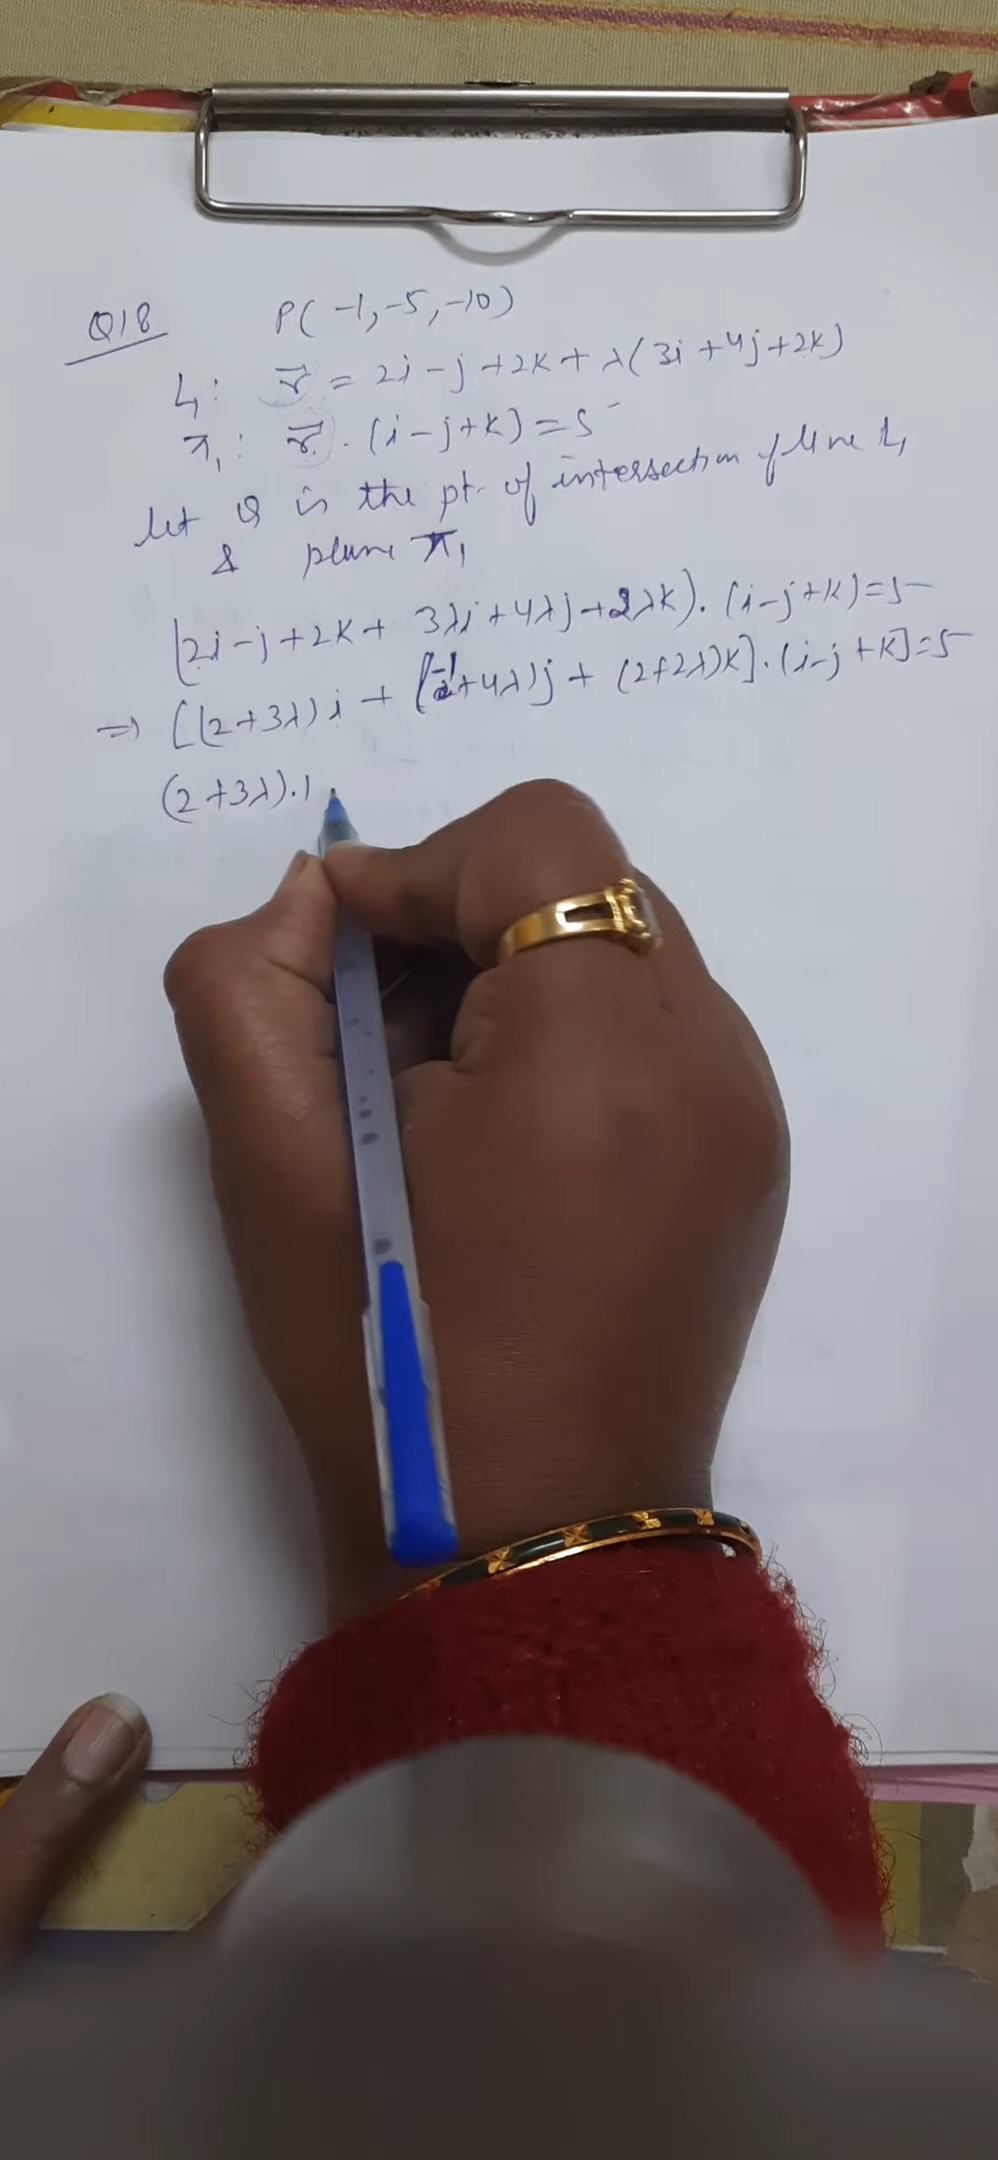 Q18 P(-1,-5,-10)
L₁: r⃗ = 2i-j+2k+λ(3i+4j+2k)
π₁: r⃗.(i-j+k)=5
let Q is the pt. of intersection of line L₁
& plane π₁
(2i-j+2k+3λi+4λj+2λk).(i-j+k)=5
⇒ [(2+3λ)i+(-1+4λ)j+(2+2λ)k].(i-j+k]=5
(2+3λ).1